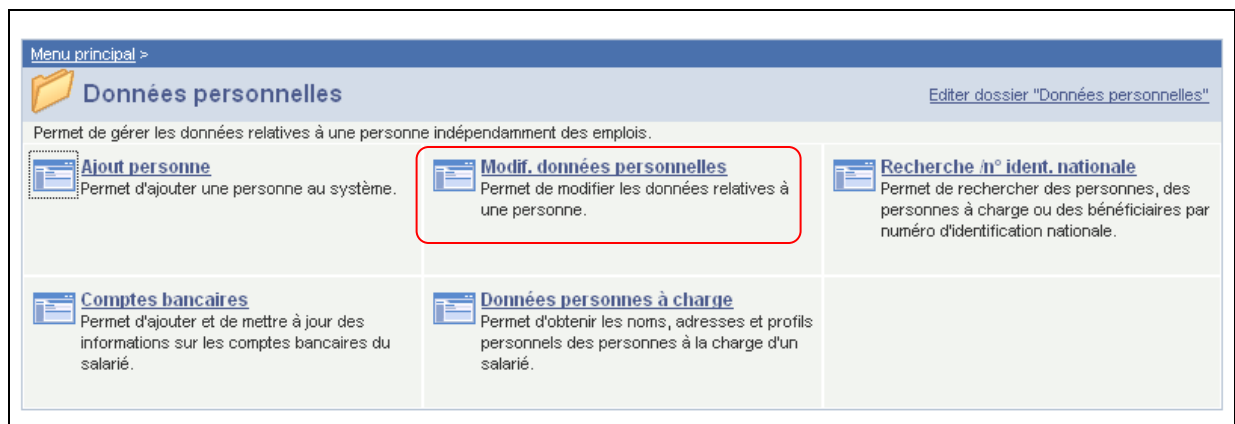 Menu principal >
Données personnelles
Editer dossier "Données personnelles"
Permet de gérer les données relatives à une personne indépendamment des emplois.
Ajout personne
Permet d'ajouter une personne au système.
Modif. données personnelles
Permet de modifier les données relatives à
une personne.
Recherche /n° ident. nationale
Permet de rechercher des personnes, des
personnes à charge ou des bénéficiaires par
numéro d'identification nationale.
Comptes bancaires
Permet d'ajouter et de mettre à jour des
informations sur les comptes bancaires du
salarié.
Données personnes à charge
Permet d'obtenir les noms, adresses et profils
personnels des personnes à la charge d'un
salarié.